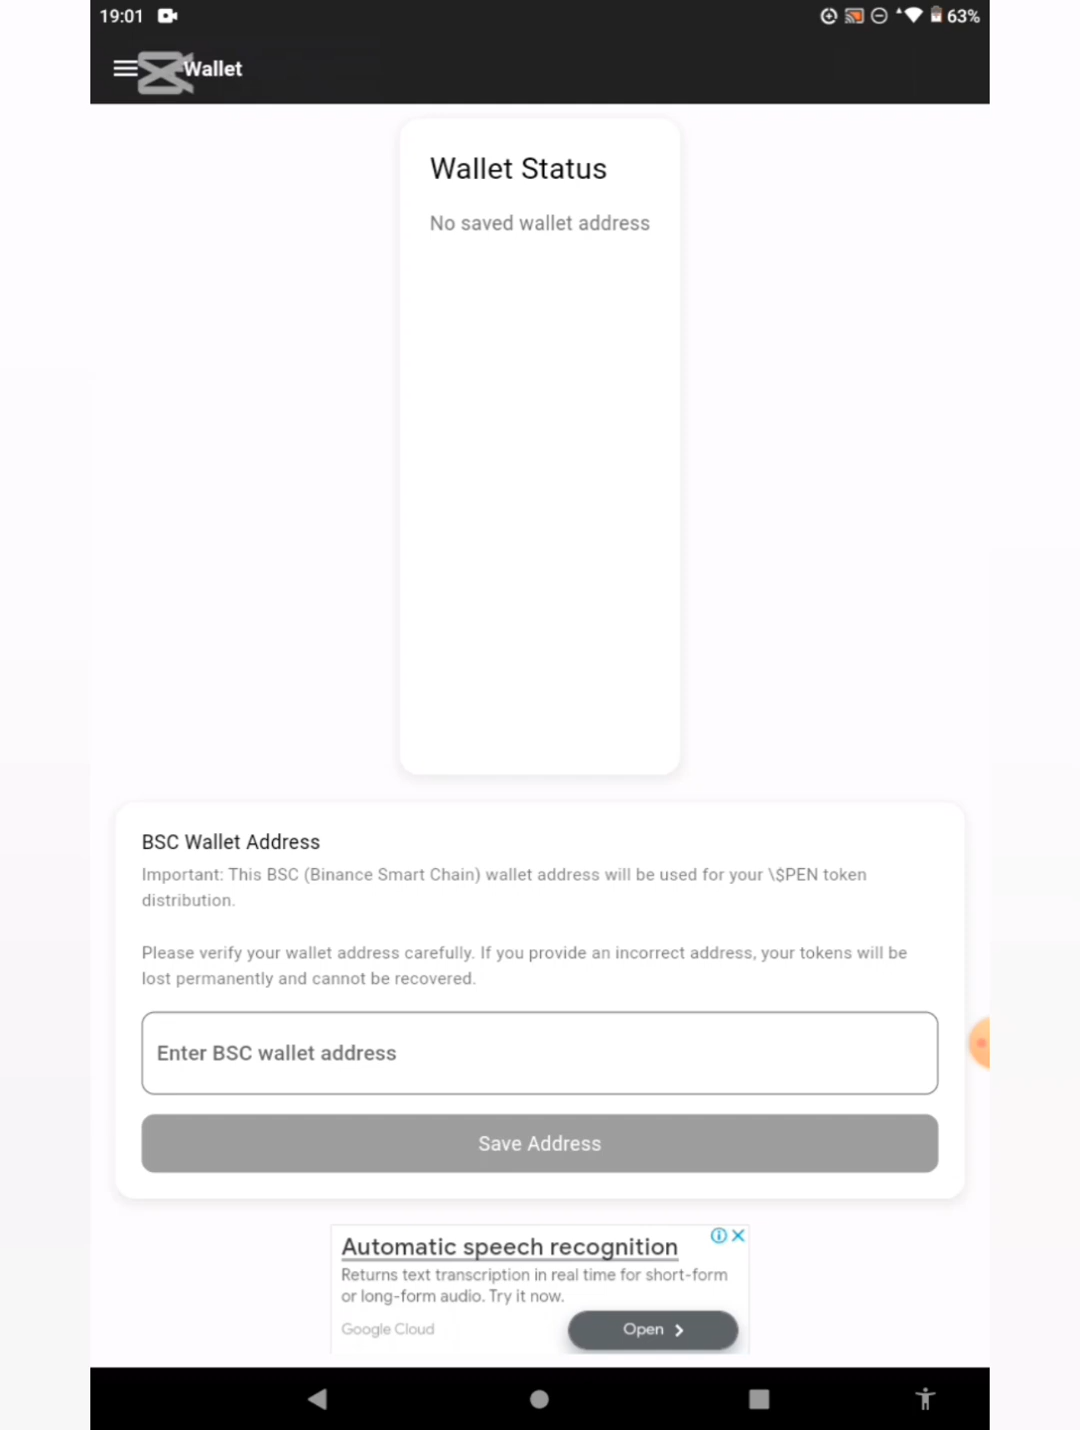 19:01
63%
Wallet
Wallet Status
No saved wallet address
BSC Wallet Address
Important: This BSC (Binance Smart Chain) wallet address will be used for your \$PEN token
distribution.
Please verify your wallet address carefully. If you provide an incorrect address, your tokens will be
lost permanently and cannot be recovered.
Enter BSC wallet address
Save Address
Automatic speech recognition
Returns text transcription in real time for short-form
or long-form audio. Try it now.
Google Cloud
Open